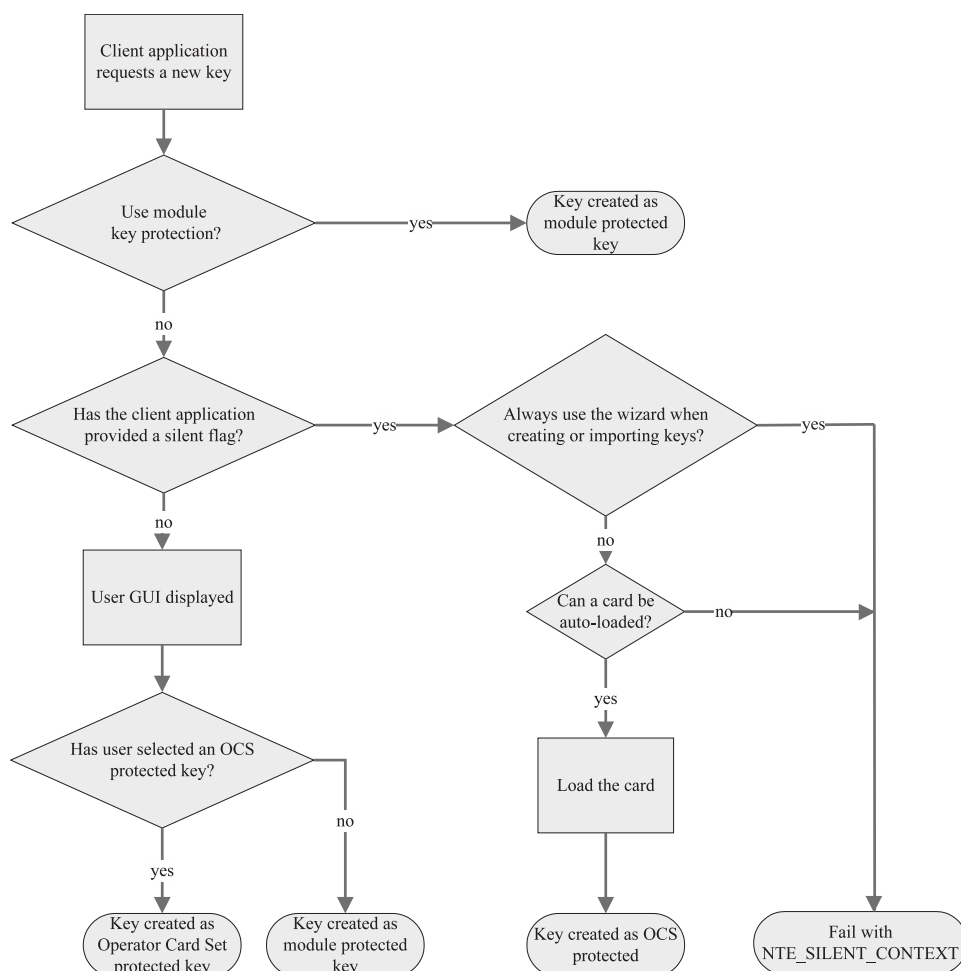 Client application
requests a new key
Use module
key protection?
yes
Key created as
module protected
key
no
Has the client application
provided a silent flag?
yes
Always use the wizard when
creating or importing keys?
yes
no
no
User GUI displayed
Can a card be
auto-loaded?
no
yes
Has user selected an OCS
protected key?
Load the card
no
yes
Key created as
Operator Card Set
protected key
Key created as
module protected
key
Key created as OCS
protected
Fail with
NTE_SILENT_CONTEXT